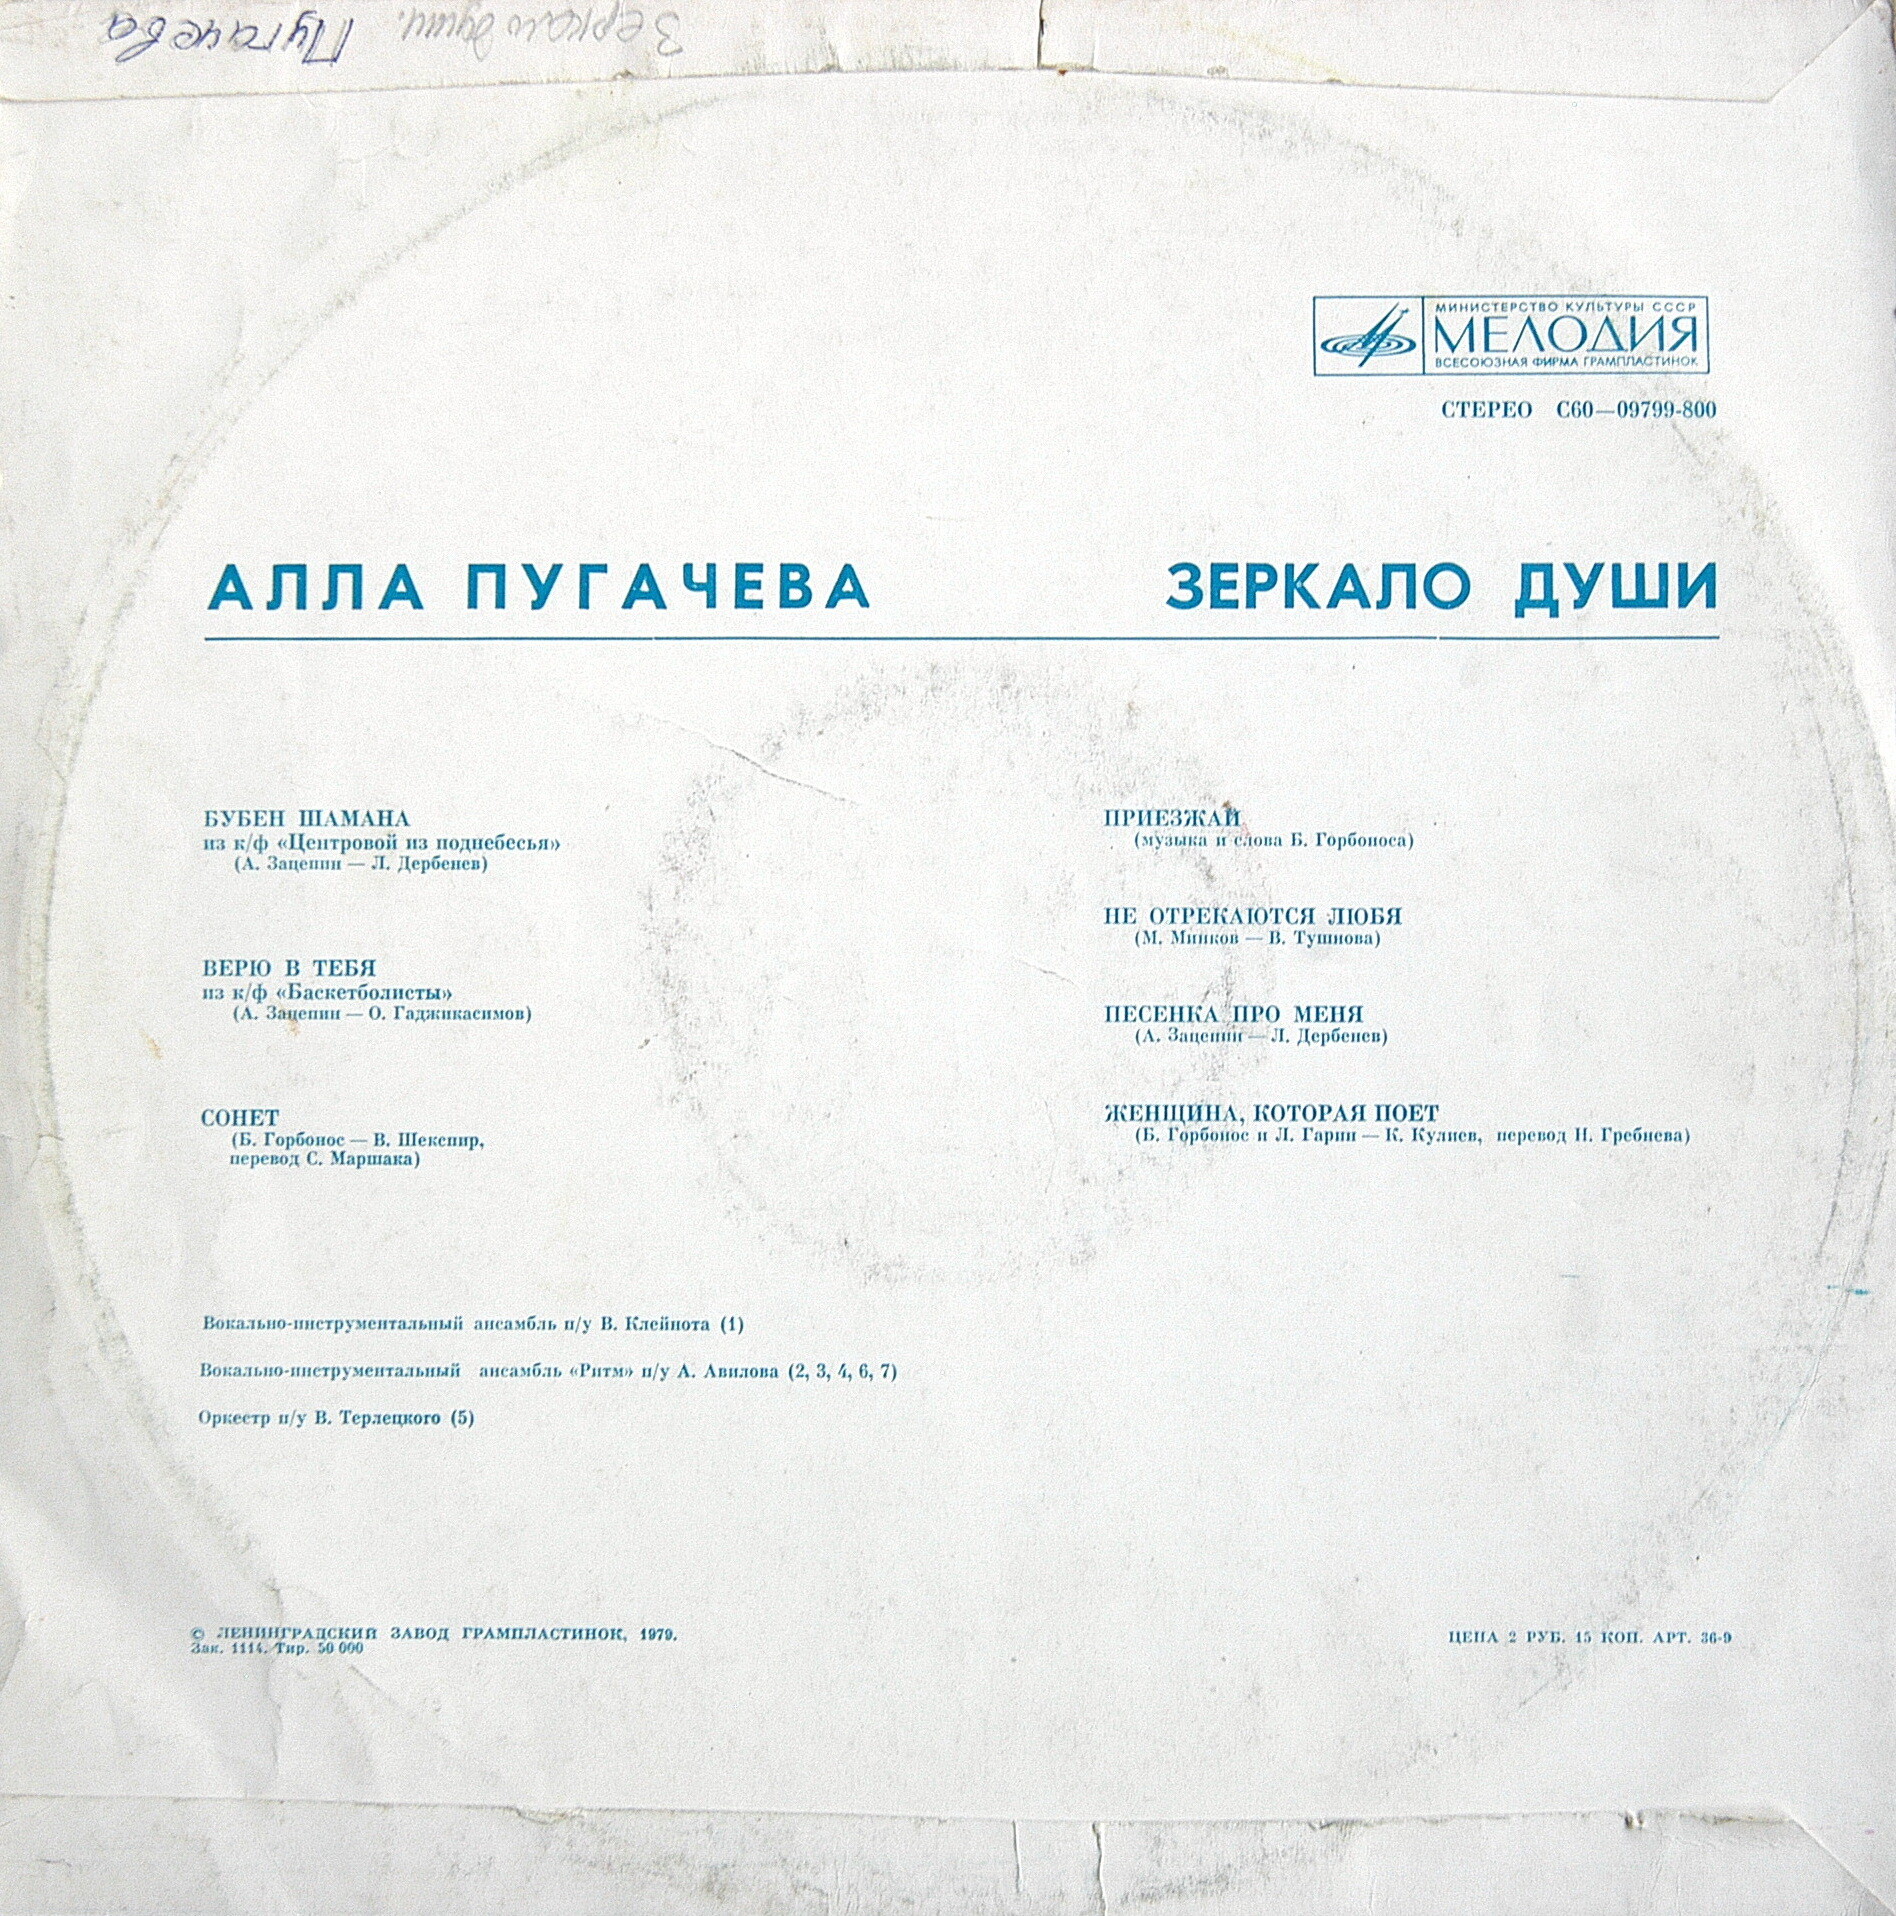 Пугачева Зеркало души.
МИНИСТЕРСТВО КУЛЬТУРЫ СССР
МЕЛОДИЯ
ВСЕСОЮЗНАЯ ФИРМА ГРАМПЛАСТИНОК
СТЕРЕО С60—09799-800
АЛЛА ПУГАЧЕВА ЗЕРКАЛО ДУШИ
БУБЕН ШАМАНА
из к/ф «Центровой из поднебесья»
(А. Зацепин — Л. Дербенев)
ВЕРЮ В ТЕБЯ
из к/ф «Баскетболисты»
(А. Зацепин — О. Гаджикасимов)
СОНЕТ
(Б. Горбонос — В. Шекспир,
перевод С. Маршака)
ПРИЕЗЖАЙ
(музыка и слова Б. Горбоноса)
НЕ ОТРЕКАЮТСЯ ЛЮБЯ
(М. Минков — В. Тушнова)
ПЕСЕНКА ПРО МЕНЯ
(А. Зацепин — Л. Дербенев)
ЖЕНЩИНА, КОТОРАЯ ПОЕТ
(Б. Горбонос и Л. Гарин — К. Кулиев, перевод Н. Гребнева)
Вокально-инструментальный ансамбль п/у В. Клейнота (1)
Вокально-инструментальный ансамбль «Ритм» п/у А. Авилова (2, 3, 4, 6, 7)
Оркестр п/у В. Терлецкого (5)
© ЛЕНИНГРАДСКИЙ ЗАВОД ГРАМПЛАСТИНОК, 1979.
Зак. 1114. Тир. 50 000
ЦЕНА 2 РУБ. 15 КОП. АРТ. 36-9